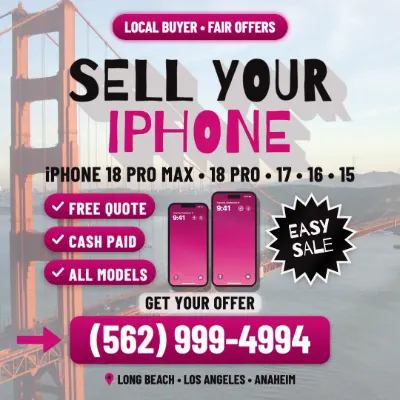 LOCAL BUYER • FAIR OFFERS
SELL YOUR
IPHONE
iPHONE 18 PRO MAX • 18 PRO • 17 • 16 • 15
✓ FREE QUOTE
✓ CASH PAID
✓ ALL MODELS
9:41
9:41
EASY
SALE
GET YOUR OFFER
(562) 999-4994
LONG BEACH • LOS ANGELES • ANAHEIM